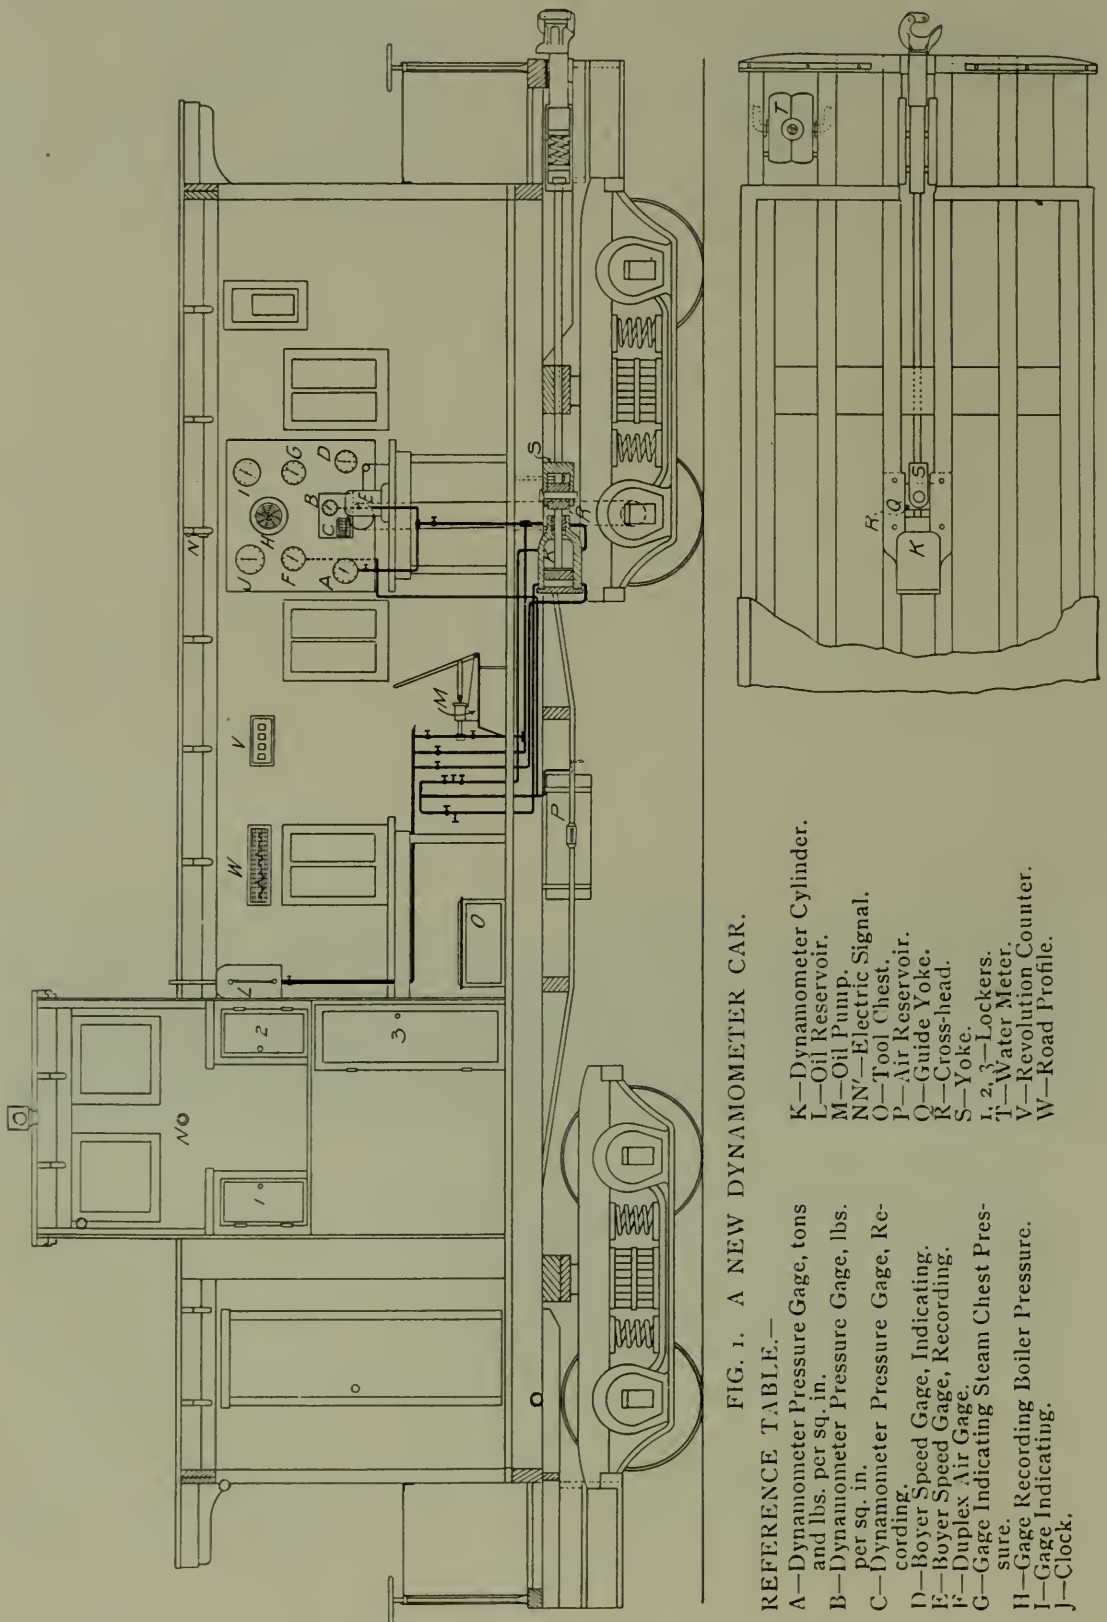 N
1
2
3
L
W
V
M
O
P
J
F
A
H
I
G
D
B
C
E
N'
K
R
S
T
R
Q
S
K
FIG. 1. A NEW DYNAMOMETER CAR.
REFERENCE TABLE.—
A—Dynamometer Pressure Gage, tons
and lbs. per sq. in.
B—Dynamometer Pressure Gage, lbs.
per sq. in.
C—Dynamometer Pressure Gage, Re-
cording.
D—Boyer Speed Gage, Indicating.
E—Boyer Speed Gage, Recording.
F—Duplex Air Gage.
G—Gage Indicating Steam Chest Pres-
sure.
H—Gage Recording Boiler Pressure.
I—Gage Indicating.
J—Clock.
K—Dynamometer Cylinder.
L—Oil Reservoir.
M—Oil Pump.
NN'—Electric Signal.
O—Tool Chest.
P—Air Reservoir.
Q—Guide Yoke.
R—Cross-head.
S—Yoke.
1, 2, 3—Lockers.
T—Water Meter.
V—Revolution Counter.
W—Road Profile.